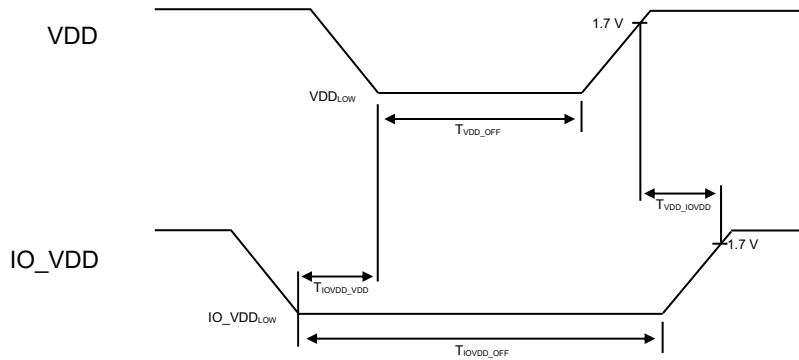 VDD
1.7 V
VDDLOW
TVDD_OFF
TVDD_IOVDD
IO_VDD
1.7 V
TIOVDD_VDD
IO_VDDLOW
TIOVDD_OFF